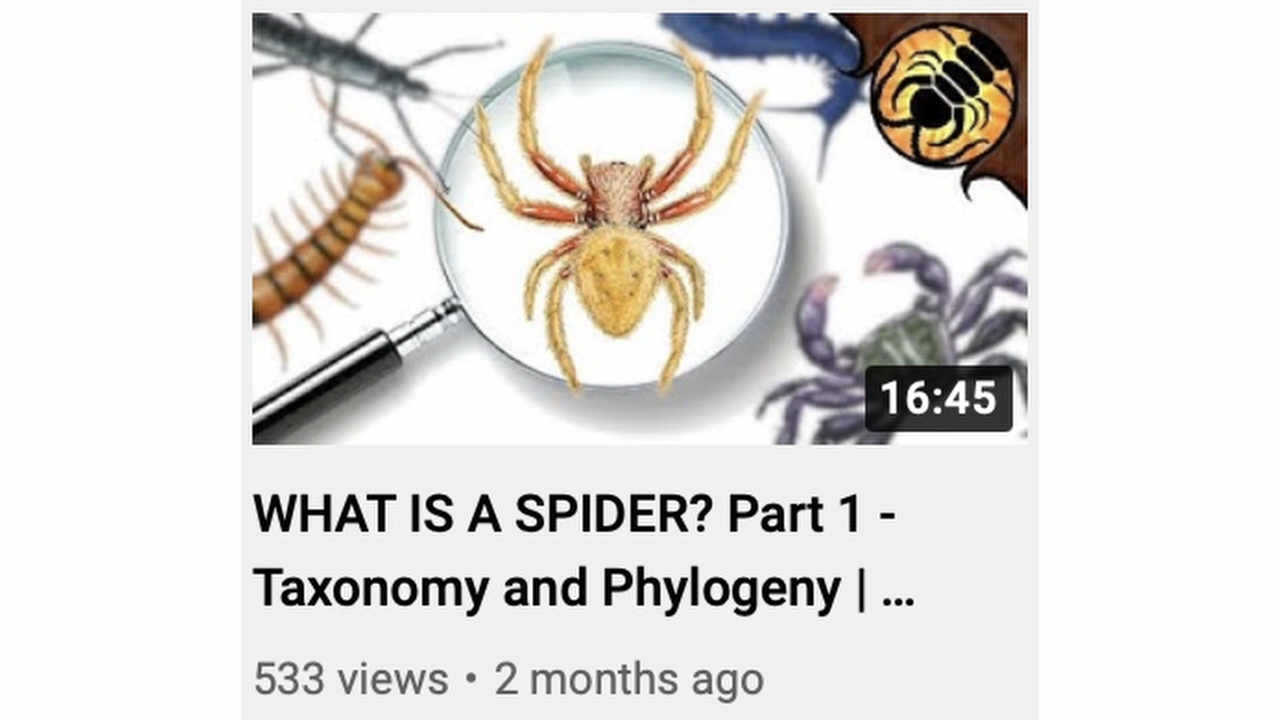 16:45
WHAT IS A SPIDER? Part 1 -
Taxonomy and Phylogeny | ...
533 views • 2 months ago